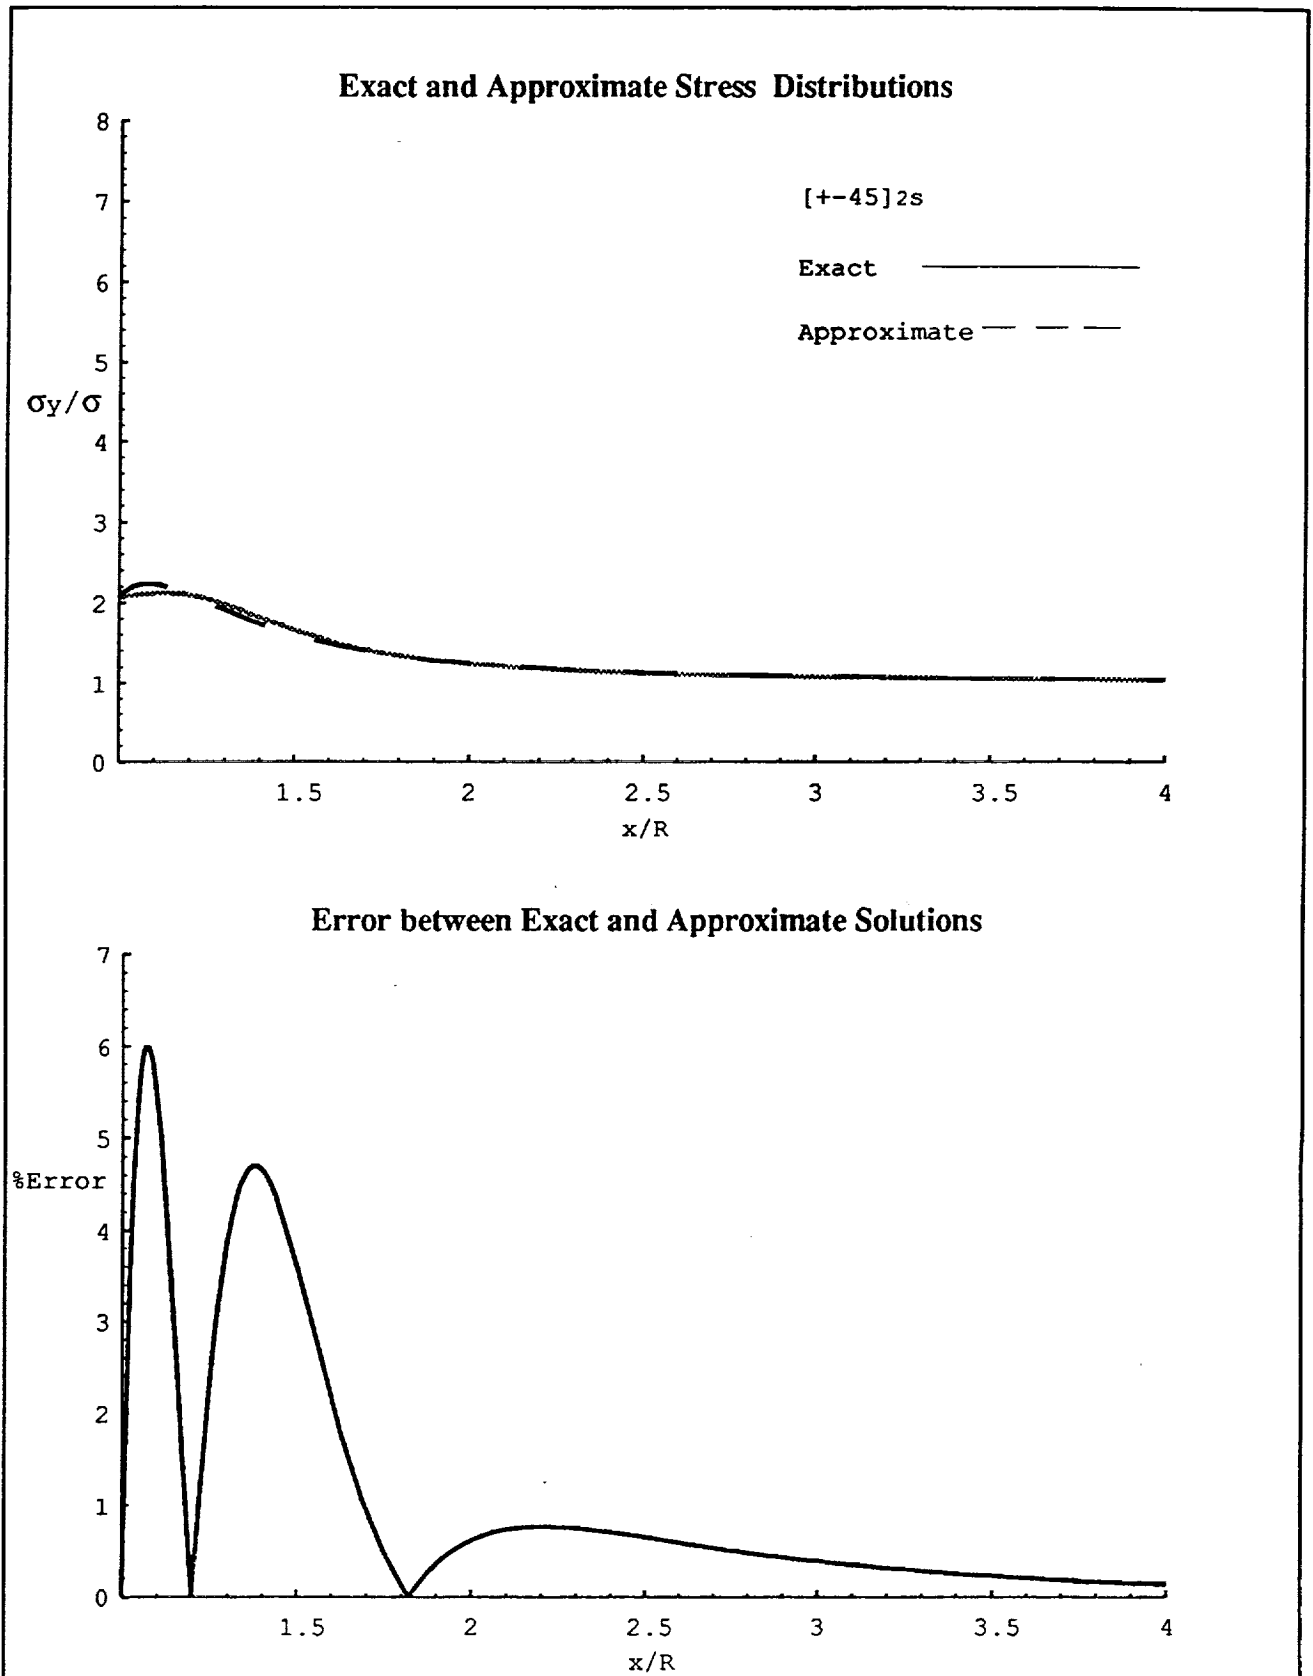 Exact and Approximate Stress Distributions
8
7
[+-45]2s
6
Exact
Approximate
5
σy/σ
4
3
2
1
0
1.5 2 2.5 3 3.5 4
x/R
Error between Exact and Approximate Solutions
7
6
5
%Error
4
3
2
1
0
1.5 2 2.5 3 3.5 4
x/R